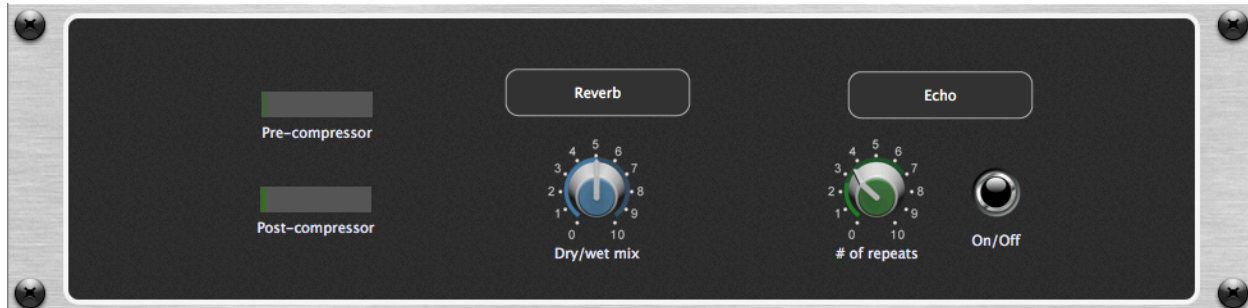 Pre-compressor
Post-compressor
Reverb
0 1 2 3 4 5 6 7 8 9 10
Dry/wet mix
Echo
0 1 2 3 4 5 6 7 8 9 10
# of repeats
On/Off